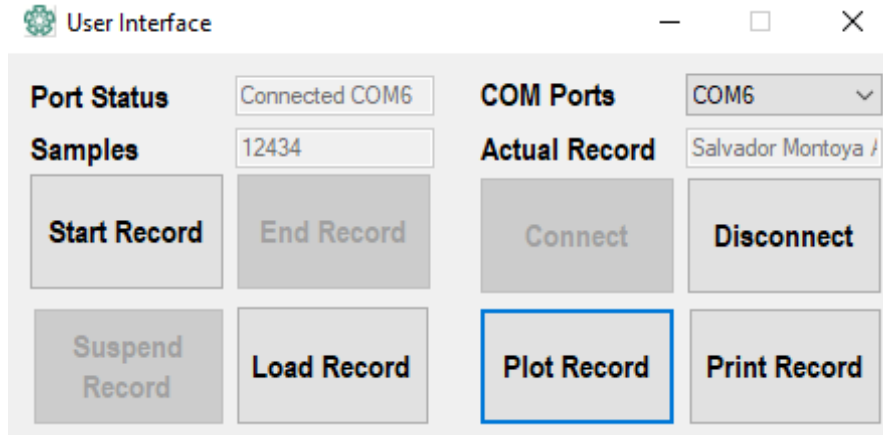 User Interface
Port Status Connected COM6 COM Ports COM6
Samples 12434 Actual Record Salvador Montoya
Start Record End Record Connect Disconnect
Suspend
Record Load Record Plot Record Print Record